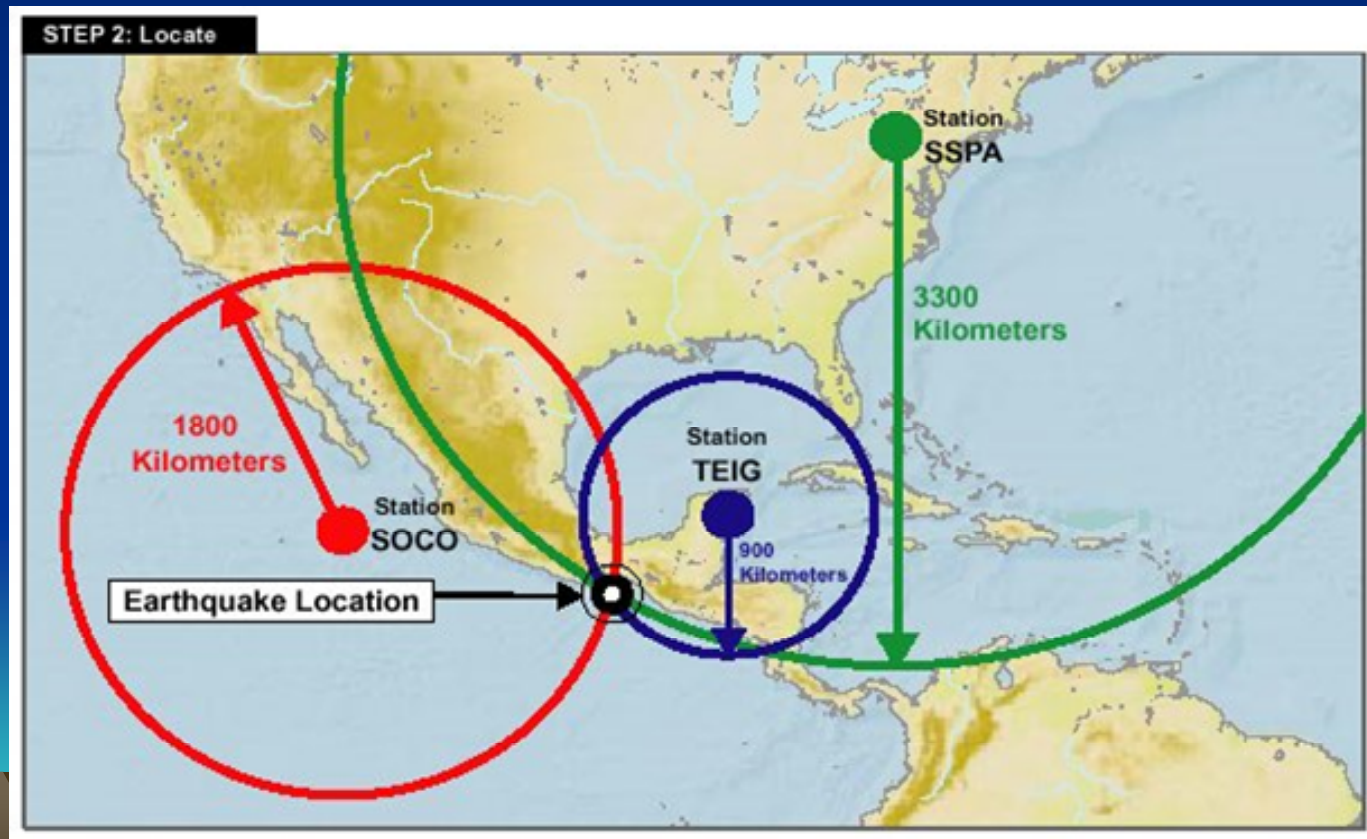 STEP 2: Locate
Station
SSPA
3300
Kilometers
1800
Kilometers
Station
TEIG
Station
SOCO
900
Kilometers
Earthquake Location